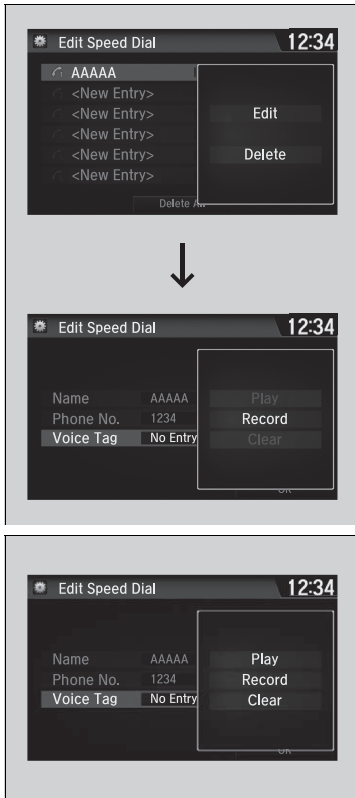 Edit Speed Dial 12:34
AAAAA
<New Entry>
<New Entry>
<New Entry>
<New Entry>
<New Entry>
Edit
Delete
Delete All
Edit Speed Dial 12:34
Name AAAAA
Phone No. 1234
Voice Tag No Entry
Play
Record
Clear
OK
Edit Speed Dial 12:34
Name AAAAA
Phone No. 1234
Voice Tag No Entry
Play
Record
Clear
OK